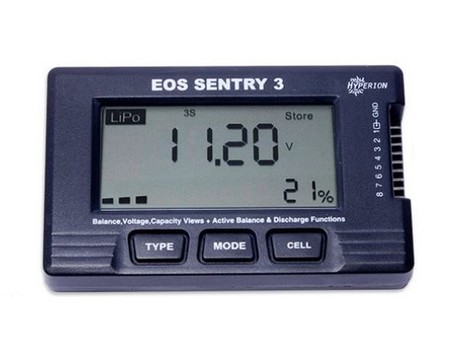 EOS SENTRY 3
HYPERION
LiPo
3S
Store
11.20 V
21%
8 7 6 5 4 3 2 1 GND
Balance,Voltage,Capacity Views + Active Balance & Discharge Functions
TYPE
MODE
CELL